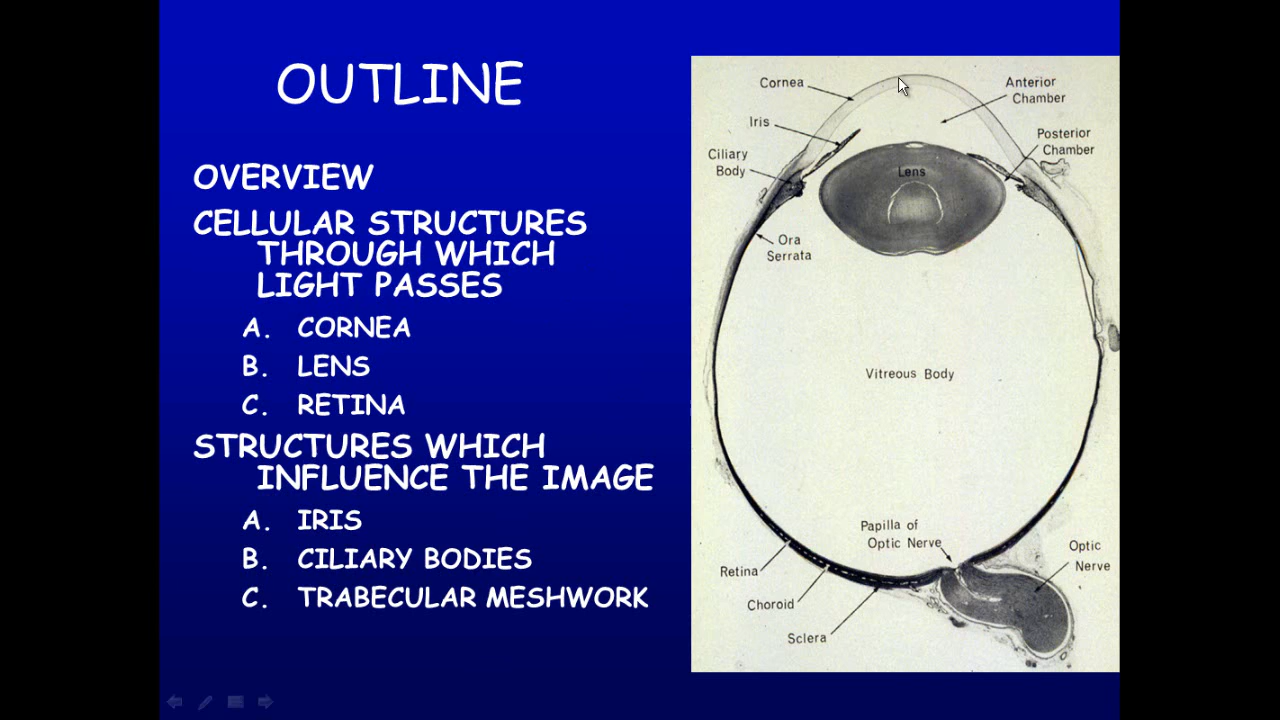 OUTLINE
OVERVIEW
CELLULAR STRUCTURES
THROUGH WHICH
LIGHT PASSES
A. CORNEA
B. LENS
C. RETINA
STRUCTURES WHICH
INFLUENCE THE IMAGE
A. IRIS
B. CILIARY BODIES
C. TRABECULAR MESHWORK
Cornea
Anterior
Chamber
Iris
Posterior
Chamber
Ciliary
Body
Lens
Ora
Serrata
Vitreous Body
Papilla of
Optic Nerve
Optic
Nerve
Retina
Choroid
Sclera